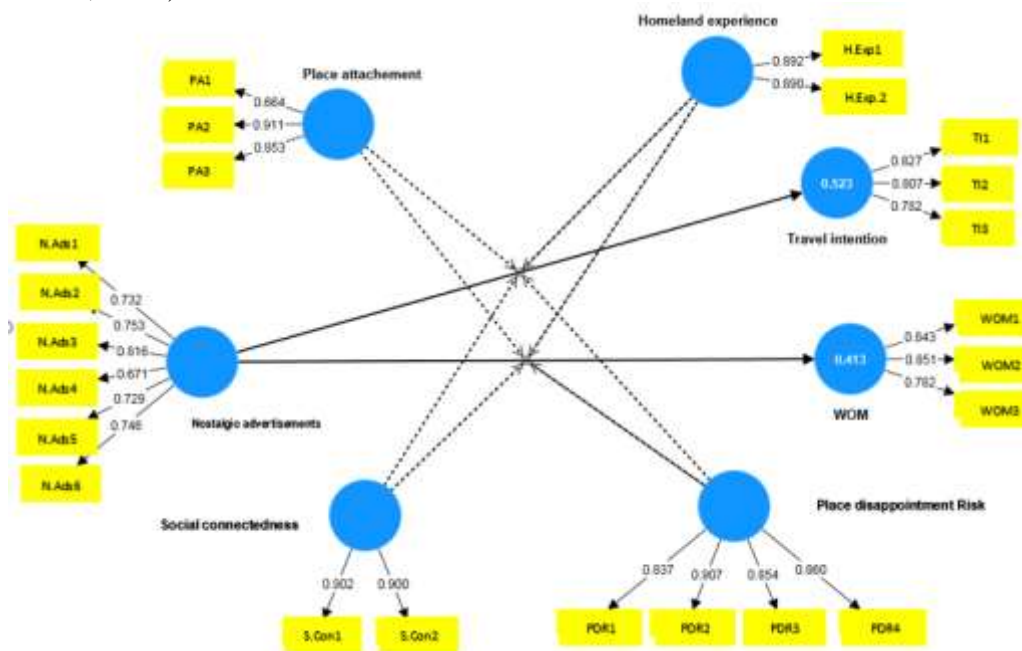 Homeland experience
H.Exp1
0.892
0.890
H.Exp.2
Place attachement
PA1
0.664
PA2
0.911
0.853
PA3
TI1
0.827
0.523
0.807
TI2
0.782
TI3
Travel intention
N.Ads1
0.732
N.Ads2
0.753
N.Ads3
0.816
0.671
N.Ads4
0.729
N.Ads5
0.746
N.Ads6
Nostalgic advertisements
WOM1
0.843
0.413
0.851
WOM2
0.782
WOM3
WOM
Social connectedness
0.902
0.900
S.Con1
S.Con2
Place disappointment Risk
0.837
0.907
0.854
PDR1
PDR2
PDR3
PDR4